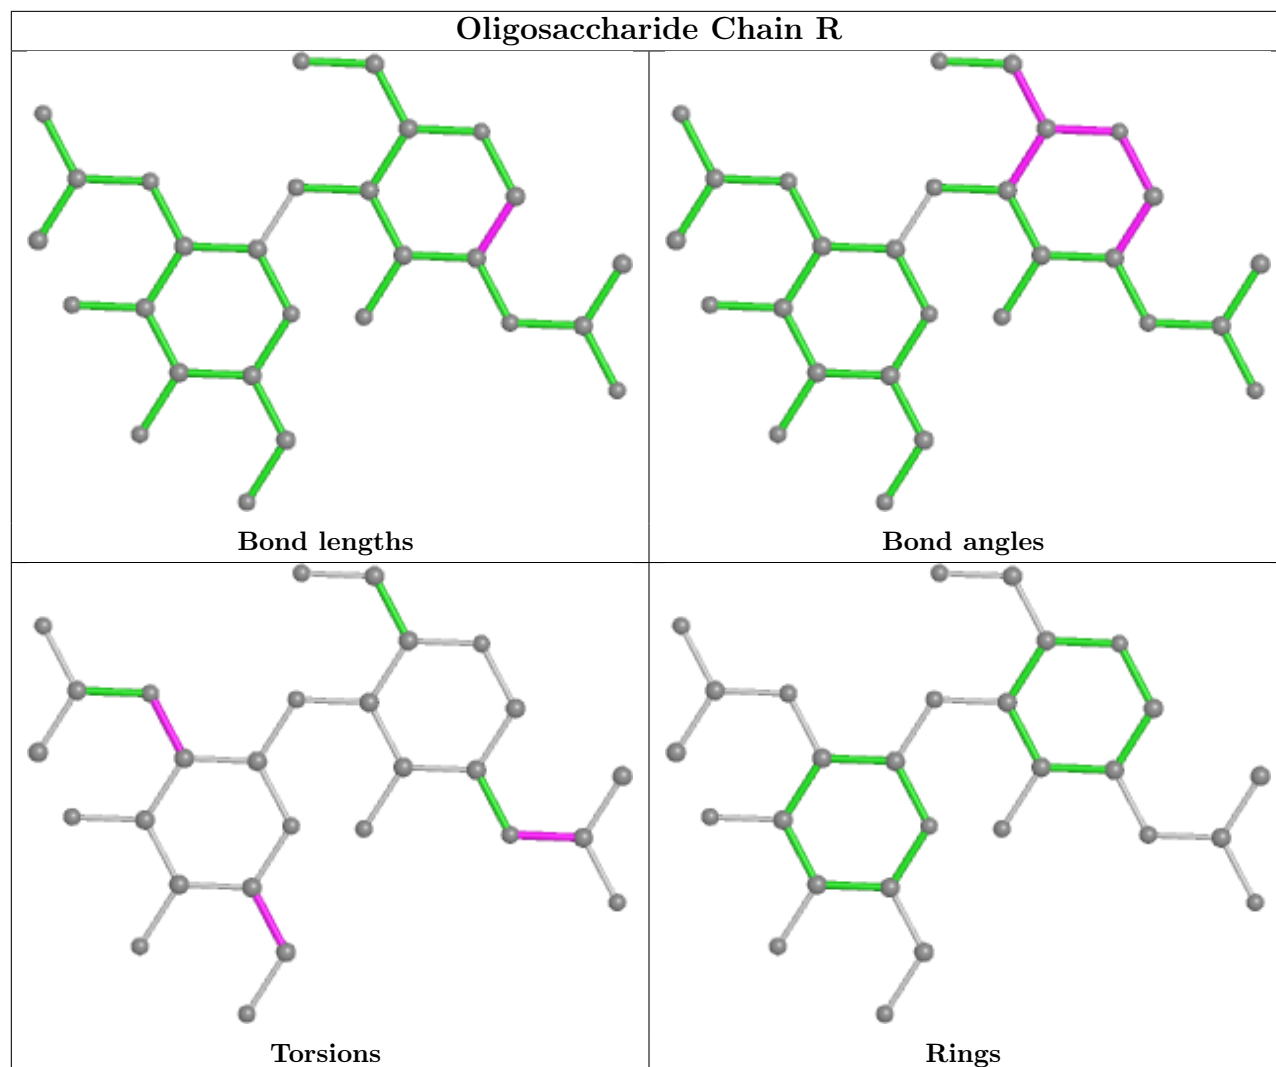 Oligosaccharide Chain R
Bond lengths
Bond angles
Torsions
Rings